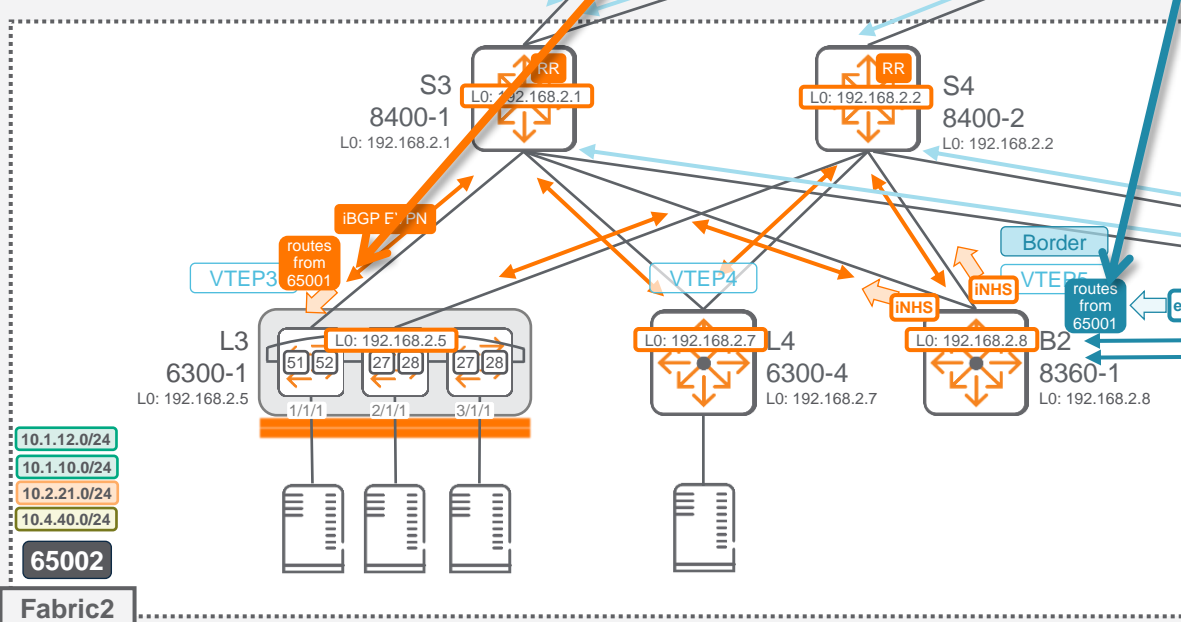 RR
RR
S3
L0: 192.168.2.1
8400-1
L0: 192.168.2.1
L0: 192.168.2.2
S4
8400-2
L0: 192.168.2.2
iBGP EVPN
routes
from
65001
Border
VTEP3
VTEP4
VTEP5
iNHS
iNHS
routes
from
65001
L3
6300-1
L0: 192.168.2.5
L0: 192.168.2.5
51
52
27
28
27
28
1/1/1
2/1/1
3/1/1
L0: 192.168.2.7
L4
6300-4
L0: 192.168.2.7
L0: 192.168.2.8
B2
8360-1
L0: 192.168.2.8
10.1.12.0/24
10.1.10.0/24
10.2.21.0/24
10.4.40.0/24
65002
Fabric2